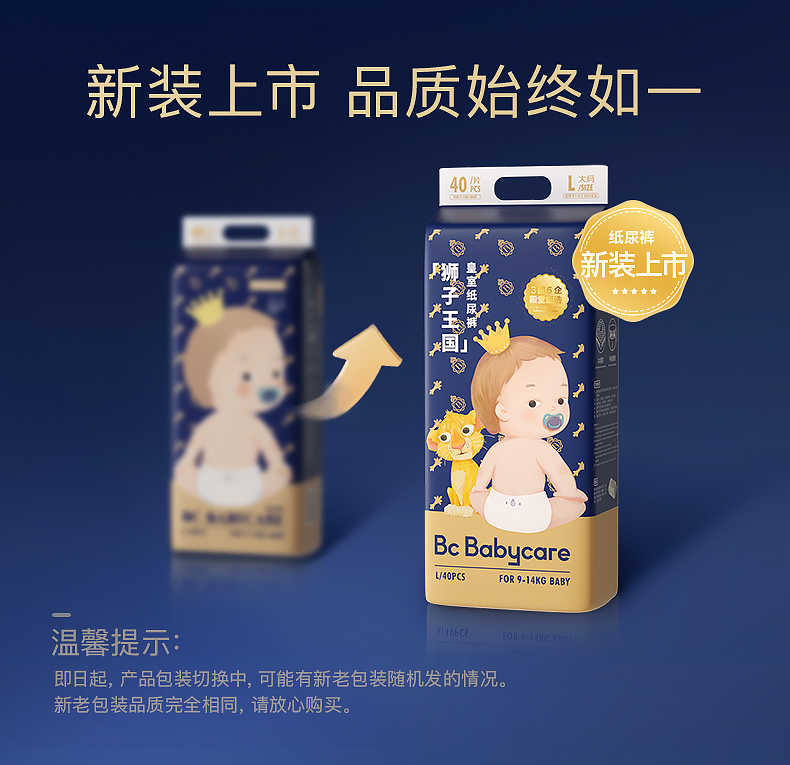 新装上市 品质始终如一
40/片
PCS
L 大码
/SIZE
纸尿裤
新装上市
皇室纸尿裤
「狮子王国」
BC BABYCARE
Bc Babycare
L/40PCS FOR 9-14KG BABY
温馨提示:
即日起, 产品包装切换中, 可能有新老包装随机发的情况。
新老包装品质完全相同, 请放心购买。